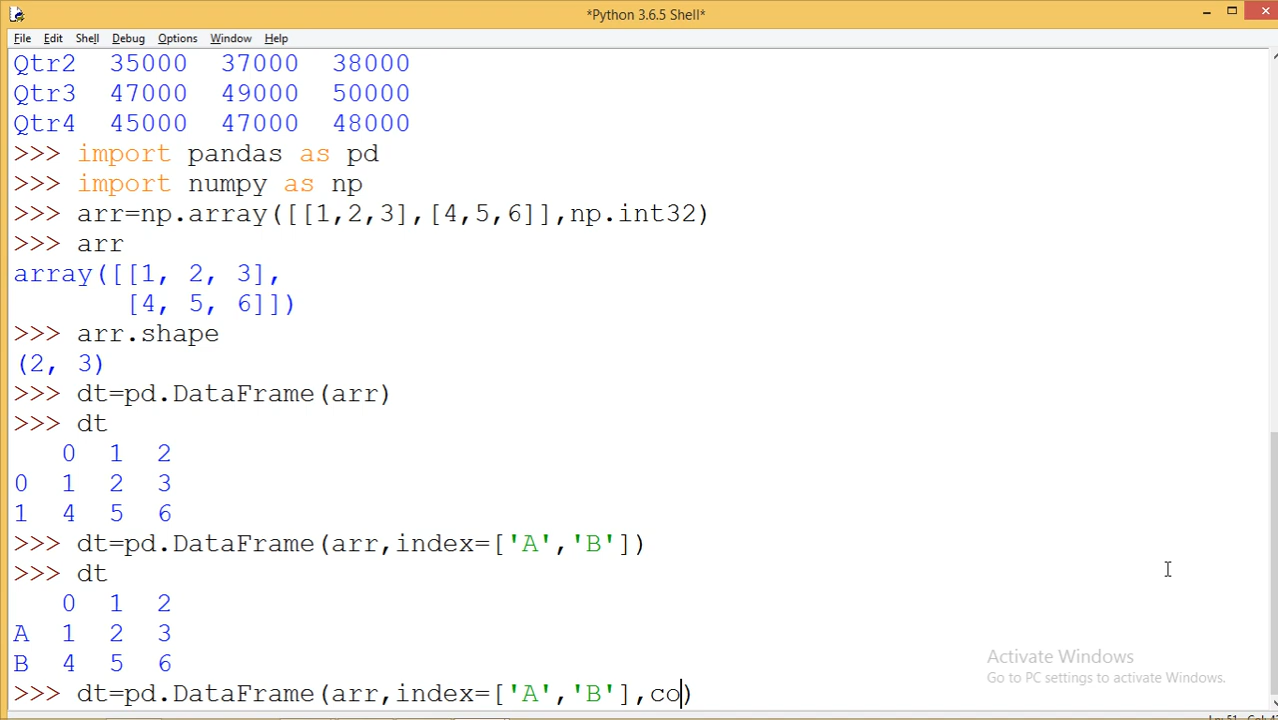 *Python 3.6.5 Shell*
File Edit Shell Debug Options Window Help
Qtr2  35000  37000  38000
Qtr3  47000  49000  50000
Qtr4  45000  47000  48000
>>> import pandas as pd
>>> import numpy as np
>>> arr=np.array([[1,2,3],[4,5,6]],np.int32)
>>> arr
array([[1, 2, 3],
       [4, 5, 6]])
>>> arr.shape
(2, 3)
>>> dt=pd.DataFrame(arr)
>>> dt
   0  1  2
0  1  2  3
1  4  5  6
>>> dt=pd.DataFrame(arr,index=['A','B'])
>>> dt
   0  1  2
A  1  2  3
B  4  5  6
>>> dt=pd.DataFrame(arr,index=['A','B'],co)
Activate Windows
Go to PC settings to activate Windows.